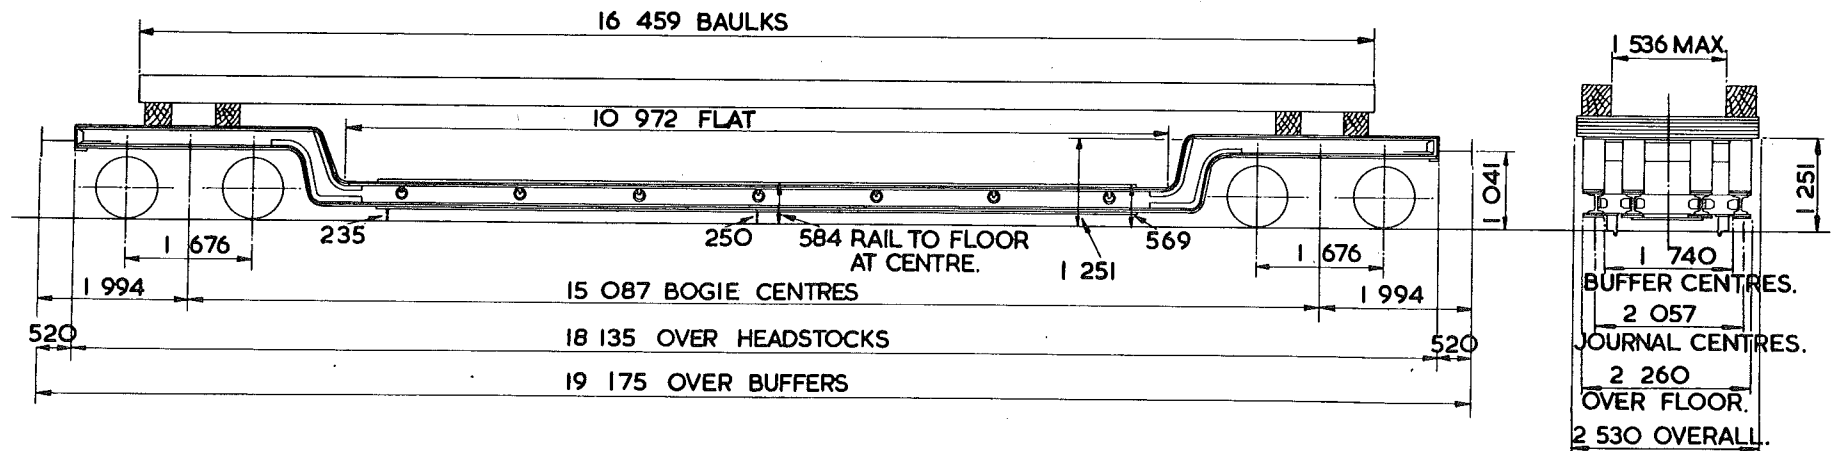 16 459 BAULKS
1 536 MAX.
10 972 FLAT
1 041
1 251
235
250
584 RAIL TO FLOOR
AT CENTRE.
1 251
569
1 676
1 676
1 740
BUFFER CENTRES.
1 994
15 087 BOGIE CENTRES
1 994
2 057
JOURNAL CENTRES.
520
18 135 OVER HEADSTOCKS
520
2 260
OVER FLOOR.
19 175 OVER BUFFERS
2 530 OVERALL.